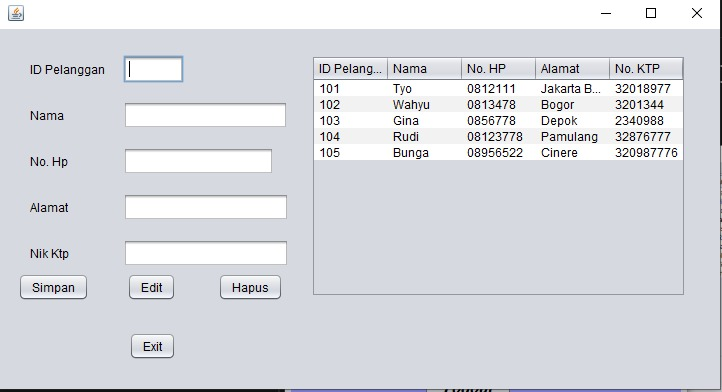 ID Pelanggan
Nama
No. Hp
Alamat
Nik Ktp
Simpan Edit Hapus
Exit
ID Pelang... Nama No. HP Alamat No. KTP
101 Tyo 0812111 Jakarta B... 32018977
102 Wahyu 0813478 Bogor 3201344
103 Gina 0856778 Depok 2340988
104 Rudi 08123778 Pamulang 32876777
105 Bunga 08956522 Cinere 320987776